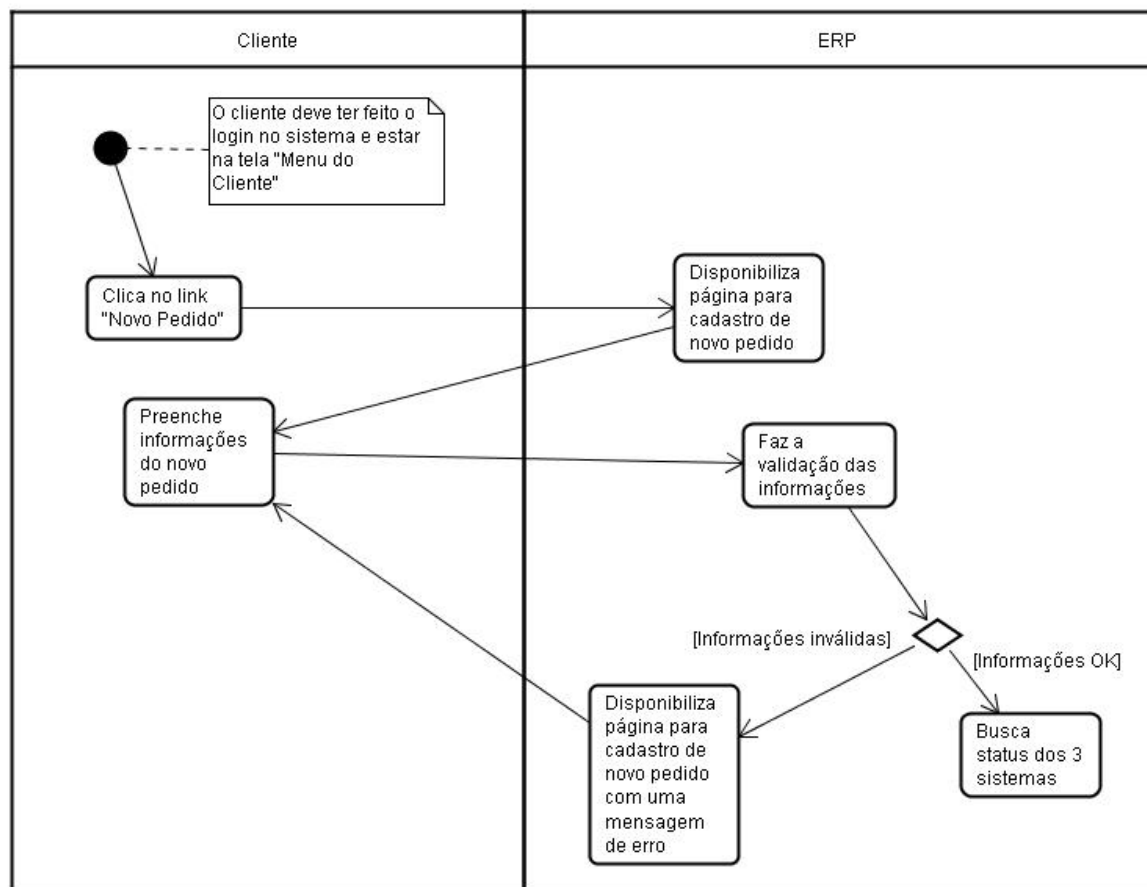 Cliente
ERP
O cliente deve ter feito o
login no sistema e estar
na tela "Menu do
Cliente"
Clica no link
"Novo Pedido"
Disponibiliza
página para
cadastro de
novo pedido
Preenche
informações
do novo
pedido
Faz a
validação das
informações
[Informações inválidas]
[Informações OK]
Disponibiliza
página para
cadastro de
novo pedido
com uma
mensagem
de erro
Busca
status dos 3
sistemas